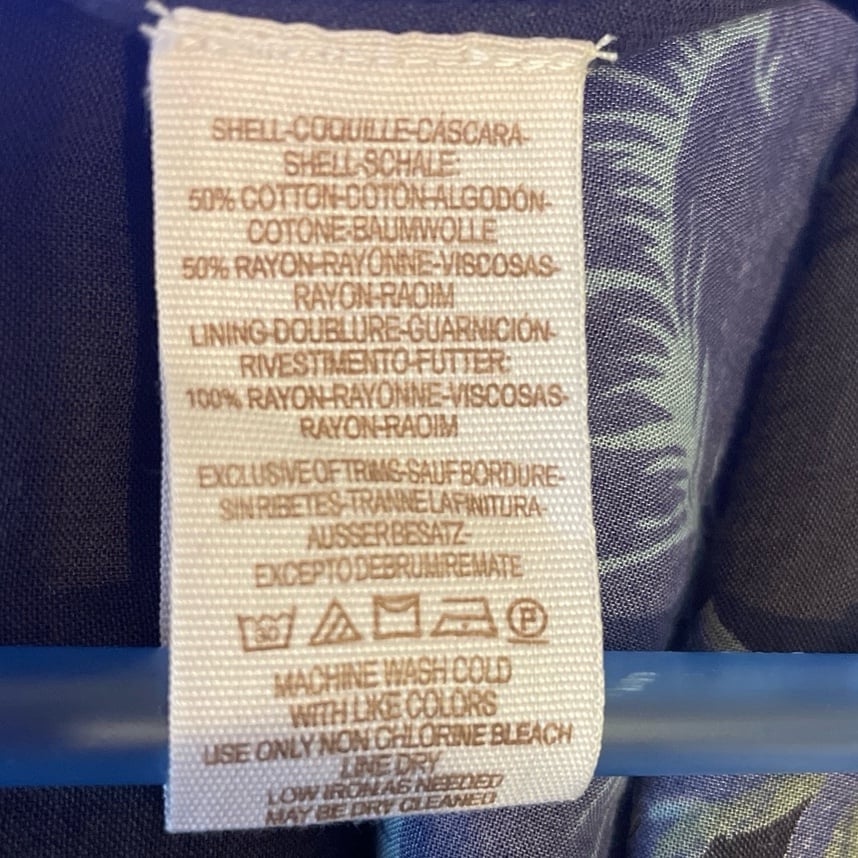 SHELL-COQUILLE-CÁSCARA-
SHELL-SCHALE:
50% COTTON-COTON-ALGODÓN-
COTONE-BAUMWOLLE
50% RAYON-RAYONNE-VISCOSAS-
RAYON-RAOIM
LINING-DOUBLURE-GUARNICIÓN-
RIVESTIMENTO-FUTTER:
100% RAYON-RAYONNE-VISCOSAS-
RAYON-RAOIM
EXCLUSIVE OF TRIMS-SAUF BORDURE-
SIN RIBETES-TRANNE LA FINITURA-
AUSSER BESATZ-
EXCEPTO DEBRUM/REMATE
30 P
MACHINE WASH COLD
WITH LIKE COLORS
USE ONLY NON CHLORINE BLEACH
LINE DRY
LOW IRON AS NEEDED
MAY BE DRY CLEANED